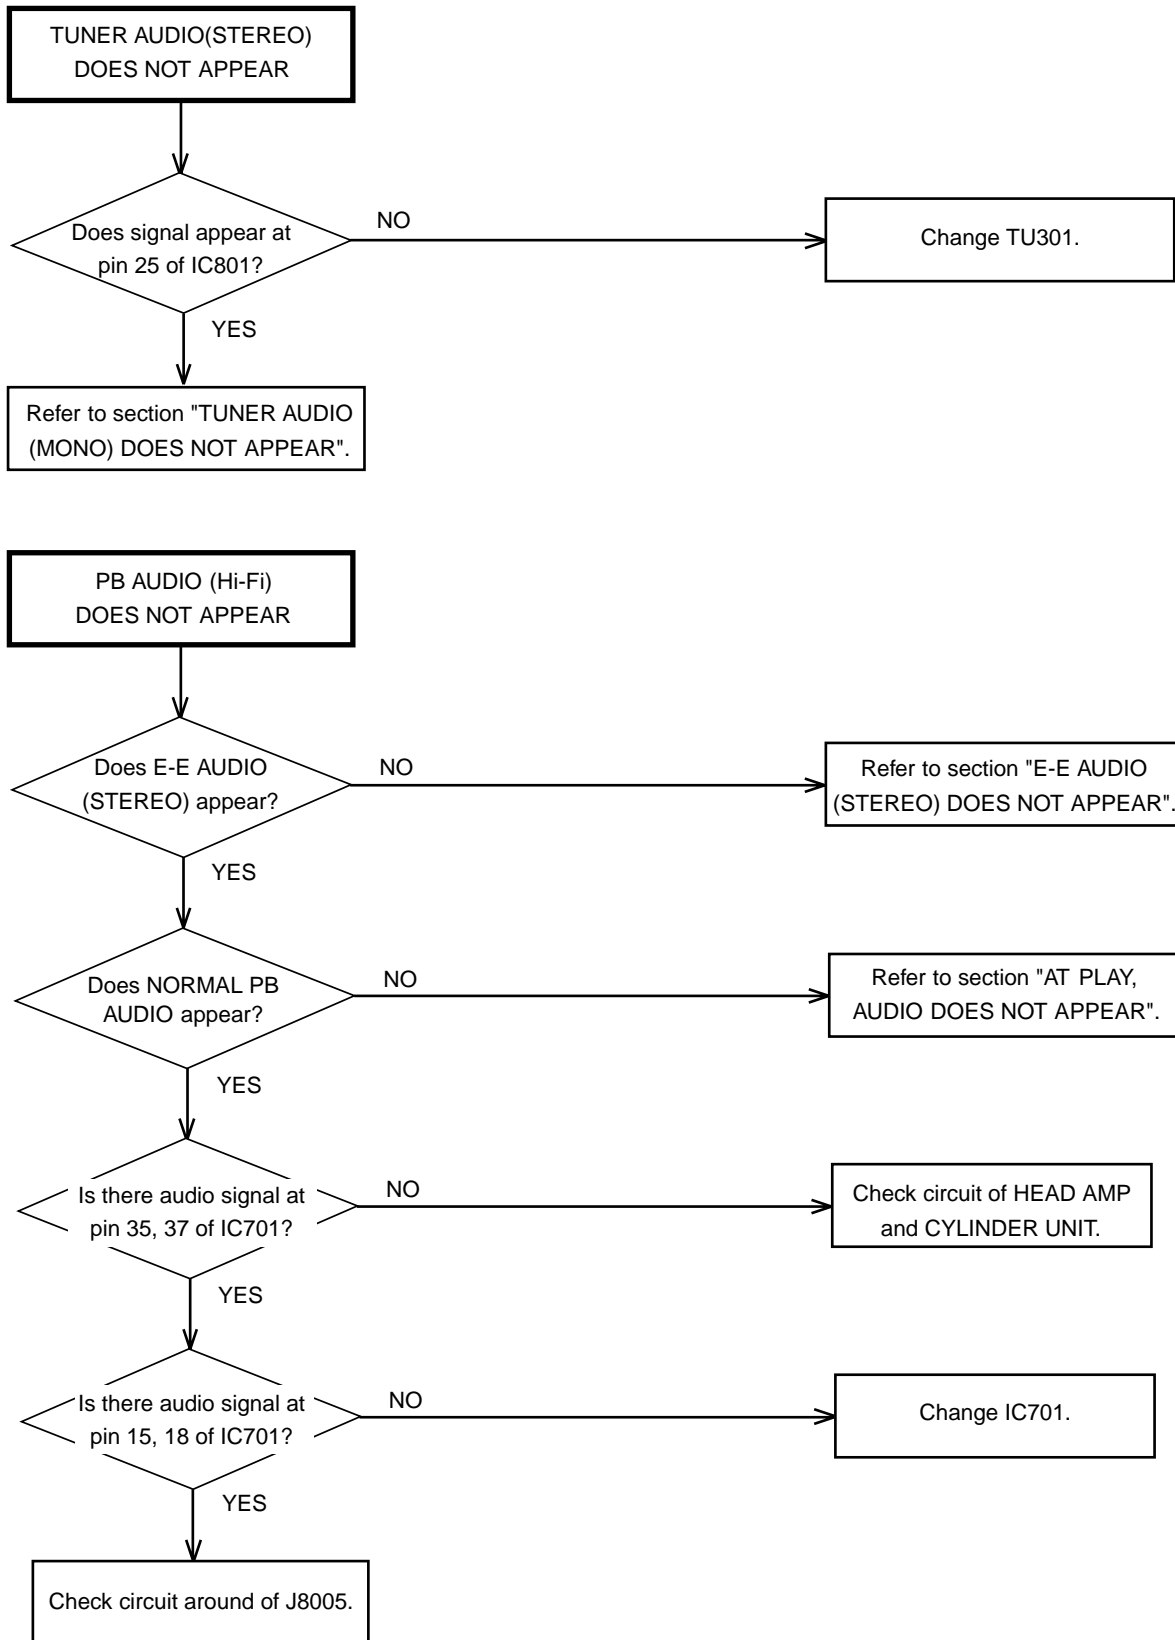 TUNER AUDIO(STEREO)
DOES NOT APPEAR
Does signal appear at
pin 25 of IC801?
NO
Change TU301.
YES
Refer to section "TUNER AUDIO
(MONO) DOES NOT APPEAR".
PB AUDIO (Hi-Fi)
DOES NOT APPEAR
Does E-E AUDIO
(STEREO) appear?
NO
Refer to section "E-E AUDIO
(STEREO) DOES NOT APPEAR".
YES
Does NORMAL PB
AUDIO appear?
NO
Refer to section "AT PLAY,
AUDIO DOES NOT APPEAR".
YES
Is there audio signal at
pin 35, 37 of IC701?
NO
Check circuit of HEAD AMP
and CYLINDER UNIT.
YES
Is there audio signal at
pin 15, 18 of IC701?
NO
Change IC701.
YES
Check circuit around of J8005.